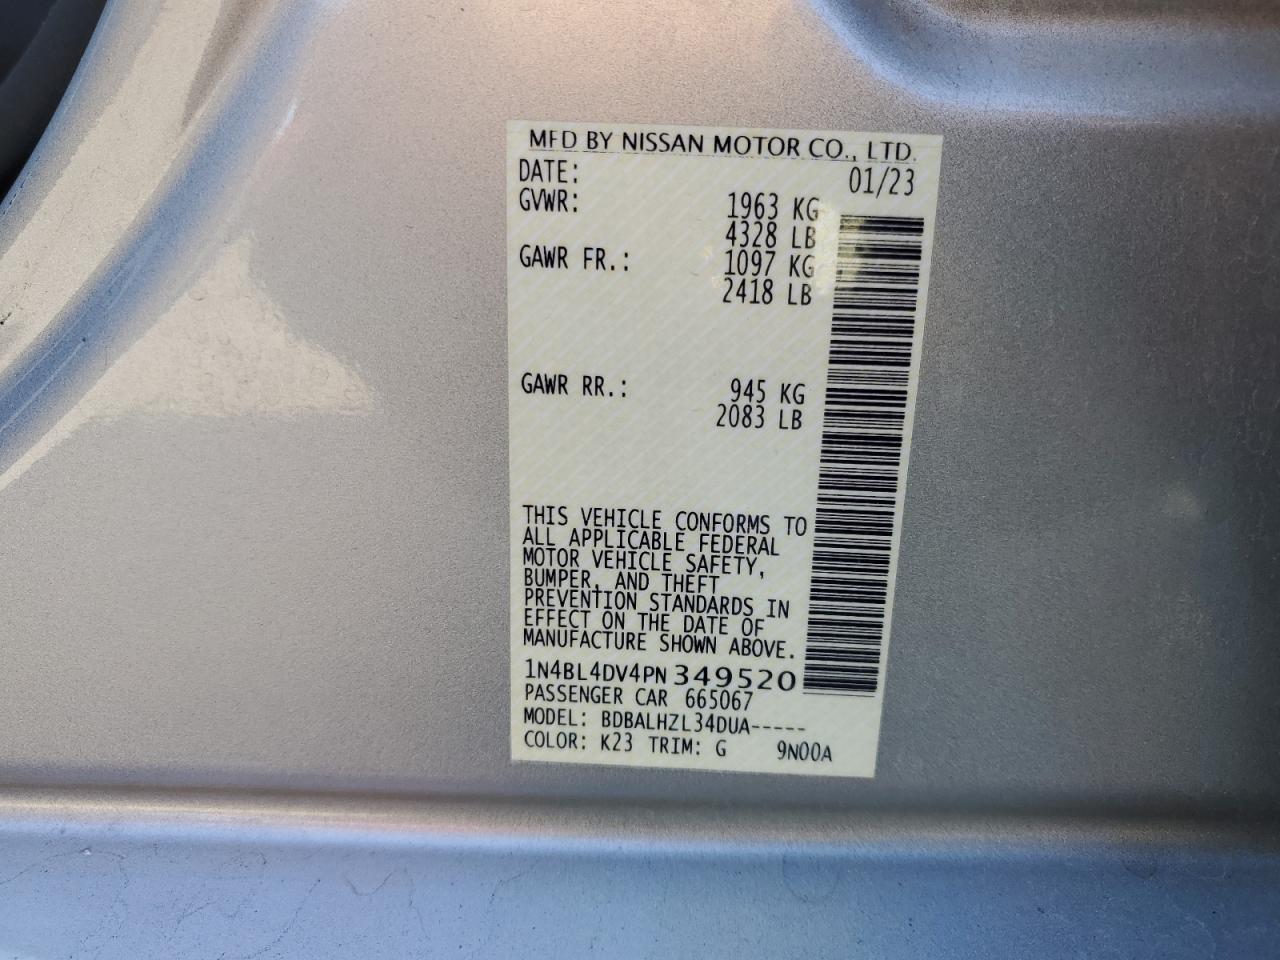 MFD BY NISSAN MOTOR CO., LTD.
DATE: 01/23
GVWR: 1963 KG
4328 LB
GAWR FR.: 1097 KG
2418 LB
GAWR RR.: 945 KG
2083 LB
THIS VEHICLE CONFORMS TO
ALL APPLICABLE FEDERAL
MOTOR VEHICLE SAFETY,
BUMPER, AND THEFT
PREVENTION STANDARDS IN
EFFECT ON THE DATE OF
MANUFACTURE SHOWN ABOVE.
1N4BL4DV4PN349520
PASSENGER CAR 665067
MODEL: BDBALHZL34DUA-----
COLOR: K23 TRIM: G 9N00A